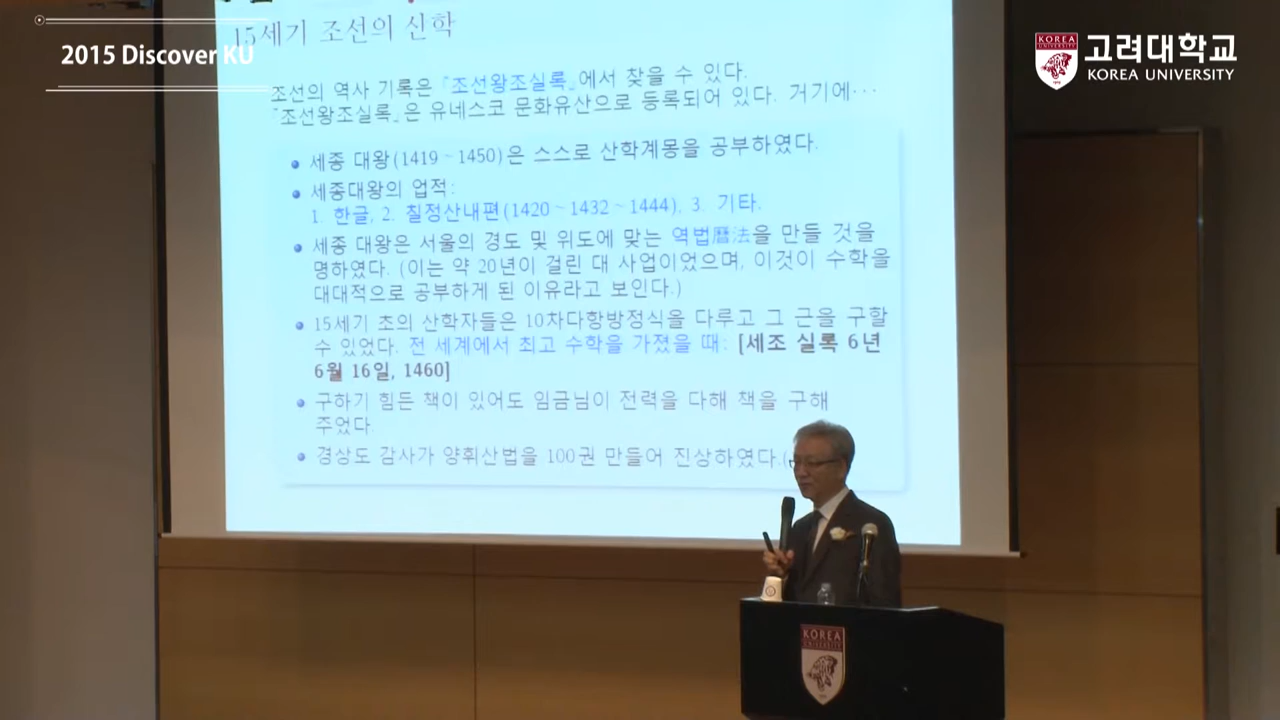 2015 Discover KU
고려대학교
KOREA UNIVERSITY
KOREA
15세기 조선의 산학
조선의 역사 기록은 『조선왕조실록』에서 찾을 수 있다.
『조선왕조실록』은 유네스코 문화유산으로 등록되어 있다. 거기에…
세종 대왕(1419 ~ 1450)은 스스로 산학계몽을 공부하였다.
세종대왕의 업적:
1. 한글, 2. 칠정산내편(1420 ~ 1432 ~ 1444), 3. 기타.
세종 대왕은 서울의 경도 및 위도에 맞는 역법曆法을 만들 것을
명하였다. (이는 약 20년이 걸린 대 사업이었으며, 이것이 수학을
대대적으로 공부하게 된 이유라고 보인다.)
15세기 초의 산학자들은 10차다항방정식을 다루고 그 근을 구할
수 있었다. 전 세계에서 최고 수학을 가졌을 때: [세조 실록 6년
6월 16일, 1460]
구하기 힘든 책이 있어도 임금님이 전력을 다해 책을 구해
주었다.
경상도 감사가 양휘산법을 100권 만들어 진상하였다.(
KOREA
UNIVERSITY